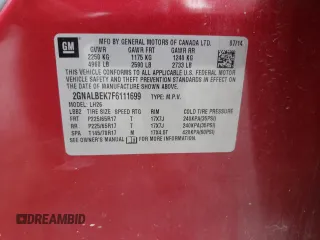 GM
MFD BY GENERAL MOTORS OF CANADA LTD. 07/14
GVWR GAWR FRT GAWR RR
2250 KG 1175 KG 1240 KG
4960 LB 2590 LB 2733 LB
THIS VEHICLE CONFORMS TO ALL APPLICABLE U.S. FEDERAL
MOTOR VEHICLE SAFETY, BUMPER, AND THEFT PREVENTION
STANDARDS IN EFFECT ON THE DATE OF MANUFACTURE
SHOWN ABOVE.
2GNALBEK7F6111699 TYPE: M.P.V.
MODEL: LH26
LBB2 TIRE SIZE SPEED RTG RIM COLD TIRE PRESSURE
FRT P225/65R17 T 17X7J 240KPA(35PSI)
RR P225/65R17 T 17X7J 240KPA(35PSI)
SPA T145/70R17 M 17X4.0T 420KPA(60PSI)
SEE OWNER'S MANUAL FOR ADDITIONAL INFORMATION.
DREAMBID